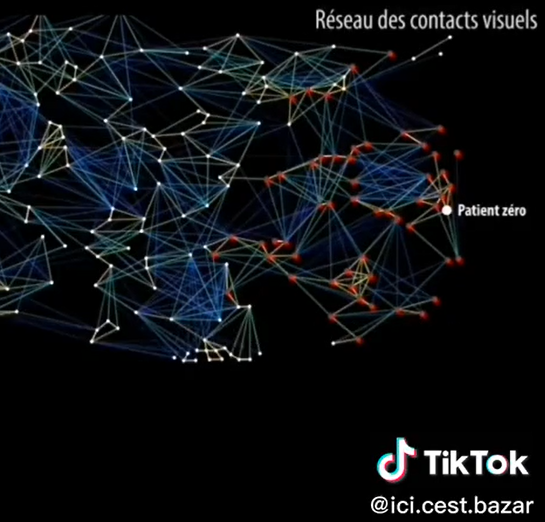 Réseau des contacts visuels
Patient zéro
TikTok
@ici.cest.bazar